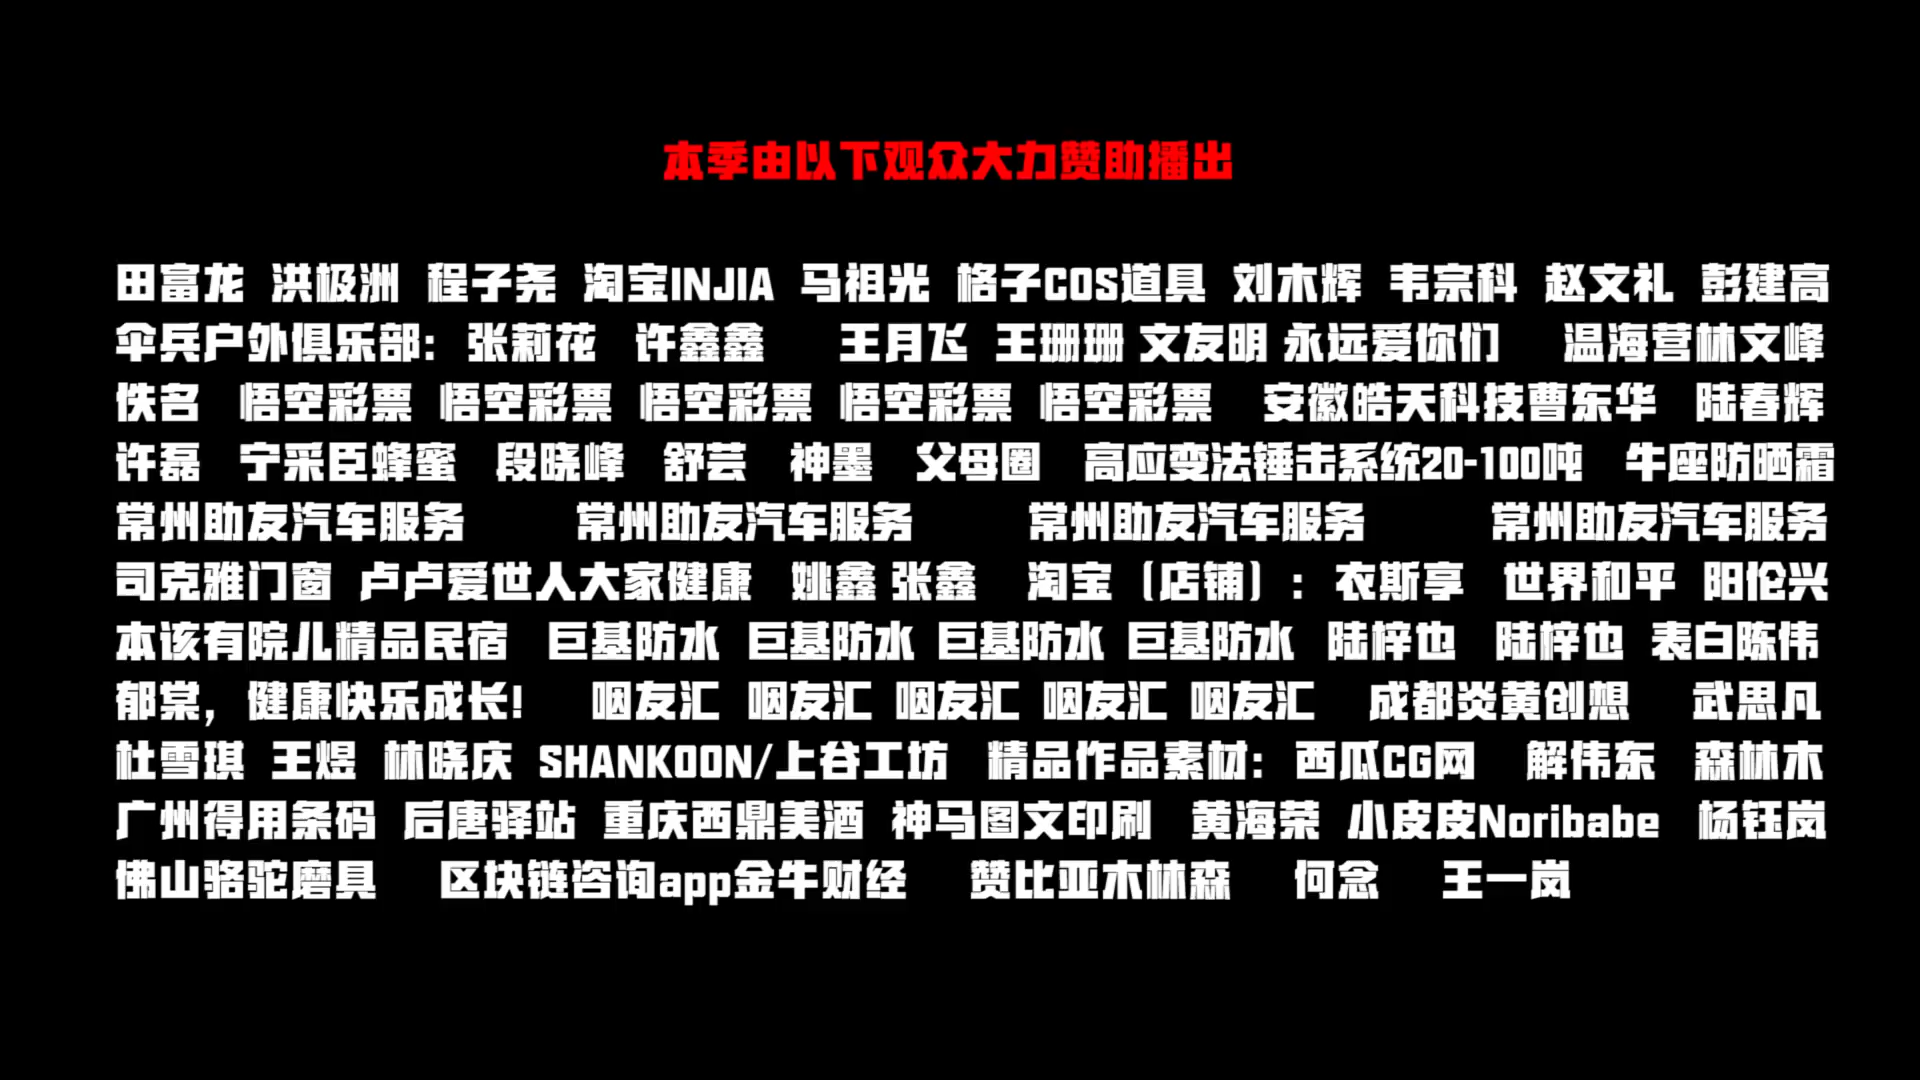 本季由以下观众大力赞助播出
田富龙 洪极洲 程子尧 淘宝INJIA 马祖光 格子COS道具 刘木辉 韦宗科 赵文礼 彭建高
伞兵户外俱乐部：张莉花 许鑫鑫 王月飞 王珊珊 文友明 永远爱你们 温海营林文峰
佚名 悟空彩票 悟空彩票 悟空彩票 悟空彩票 悟空彩票 安徽皓天科技曹东华 陆春辉
许磊 宁采臣蜂蜜 段晓峰 舒芸 神墨 父母圈 高应变法锤击系统20-100吨 牛座防晒霜
常州助友汽车服务 常州助友汽车服务 常州助友汽车服务 常州助友汽车服务
司克雅门窗 卢卢爱世人大家健康 姚鑫 张鑫 淘宝（店铺）：衣斯享 世界和平 阳伦兴
本该有院儿精品民宿 巨基防水 巨基防水 巨基防水 巨基防水 陆梓也 陆梓也 表白陈伟
郁棠，健康快乐成长！ 咽友汇 咽友汇 咽友汇 咽友汇 咽友汇 成都炎黄创想 武思凡
杜雪琪 王煜 林晓庆 SHANKOON/上谷工坊 精品作品素材：西瓜CG网 解伟东 森林木
广州得用条码 后唐驿站 重庆西鼎美酒 神马图文印刷 黄海荣 小皮皮Noribabe 杨钰岚
佛山骆驼磨具 区块链咨询app金牛财经 赞比亚木林森 何念 王一岚